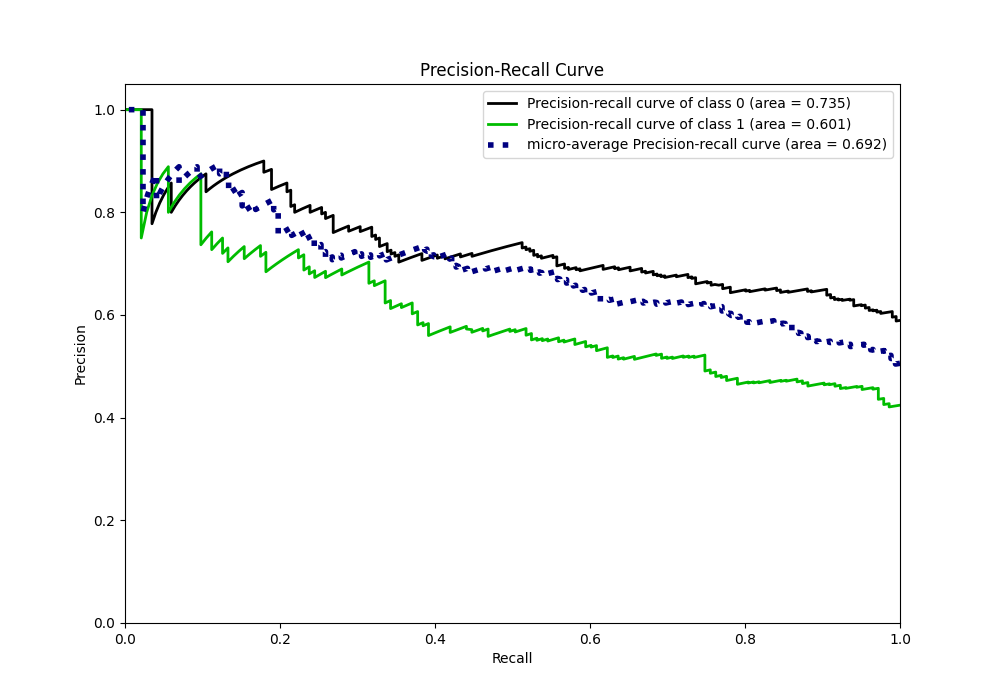 Precision-Recall Curve
Precision-recall curve of class 0 (area = 0.735)
Precision-recall curve of class 1 (area = 0.601)
micro-average Precision-recall curve (area = 0.692)
1.0
0.8
0.6
0.4
0.2
0.0
Precision
0.0 0.2 0.4 0.6 0.8 1.0
Recall